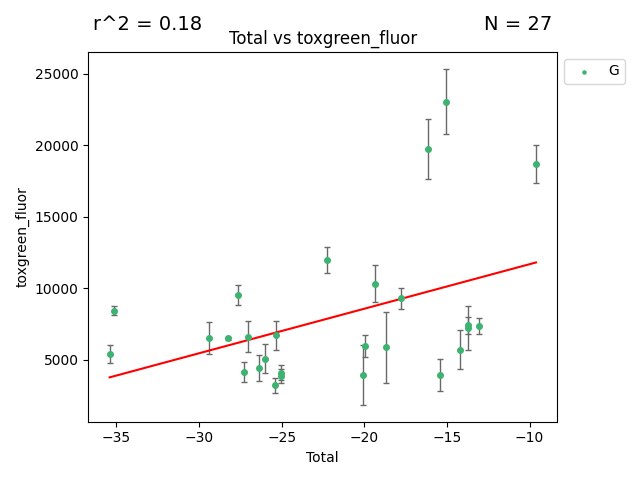 r^2 = 0.18
N = 27
Total vs toxgreen_fluor
G
25000
20000
15000
10000
5000
toxgreen_fluor
−35
−30
−25
−20
−15
−10
Total